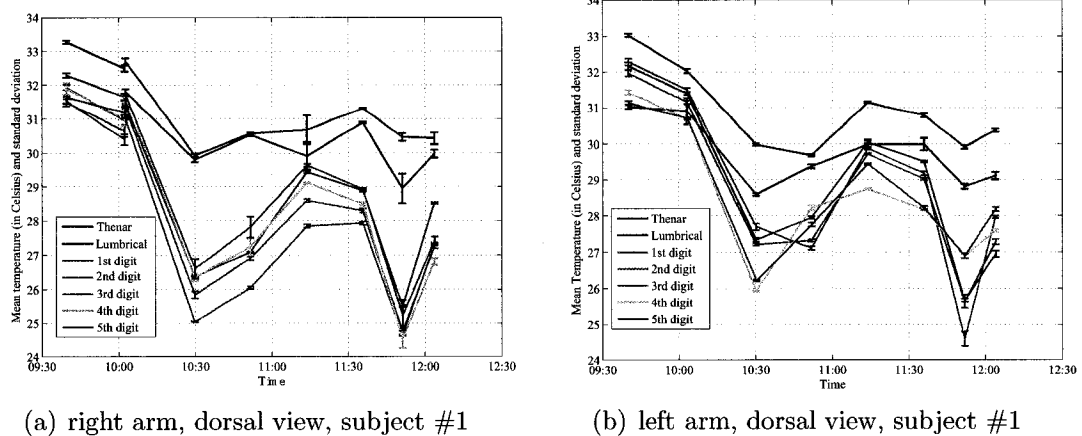 34
33
32
31
30
29
28
27
26
25
24
Mean temperature (in Celsius) and standard deviation
Thenar
Lumbrical
1st digit
2nd digit
3rd digit
4th digit
5th digit
09:30 10:00 10:30 11:00 11:30 12:00 12:30
Time
(a) right arm, dorsal view, subject #1
34
33
32
31
30
29
28
27
26
25
24
Mean Temperature (in Celsius) and standard deviation
Thenar
Lumbrical
1st digit
2nd digit
3rd digit
4th digit
5th digit
09:30 10:00 10:30 11:00 11:30 12:00 12:30
Time
(b) left arm, dorsal view, subject #1